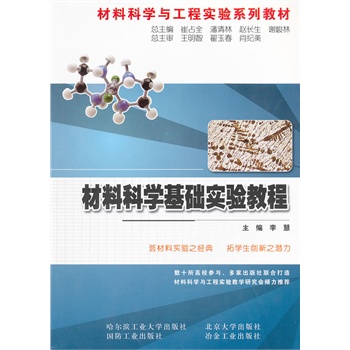 材料科学与工程实验系列教材
总主编 崔占全 潘清林 赵长生 谢峻林
总主审 王明智 翟玉春 肖纪美
材料科学基础实验教程
主 编 李 慧
荟材料实验之经典 拓学生创新之潜力
数十所高校参与、多家出版社联合打造
材料科学与工程实验教学研究会倾力推荐
哈尔滨工业大学出版社 北京大学出版社
国防工业出版社 冶金工业出版社